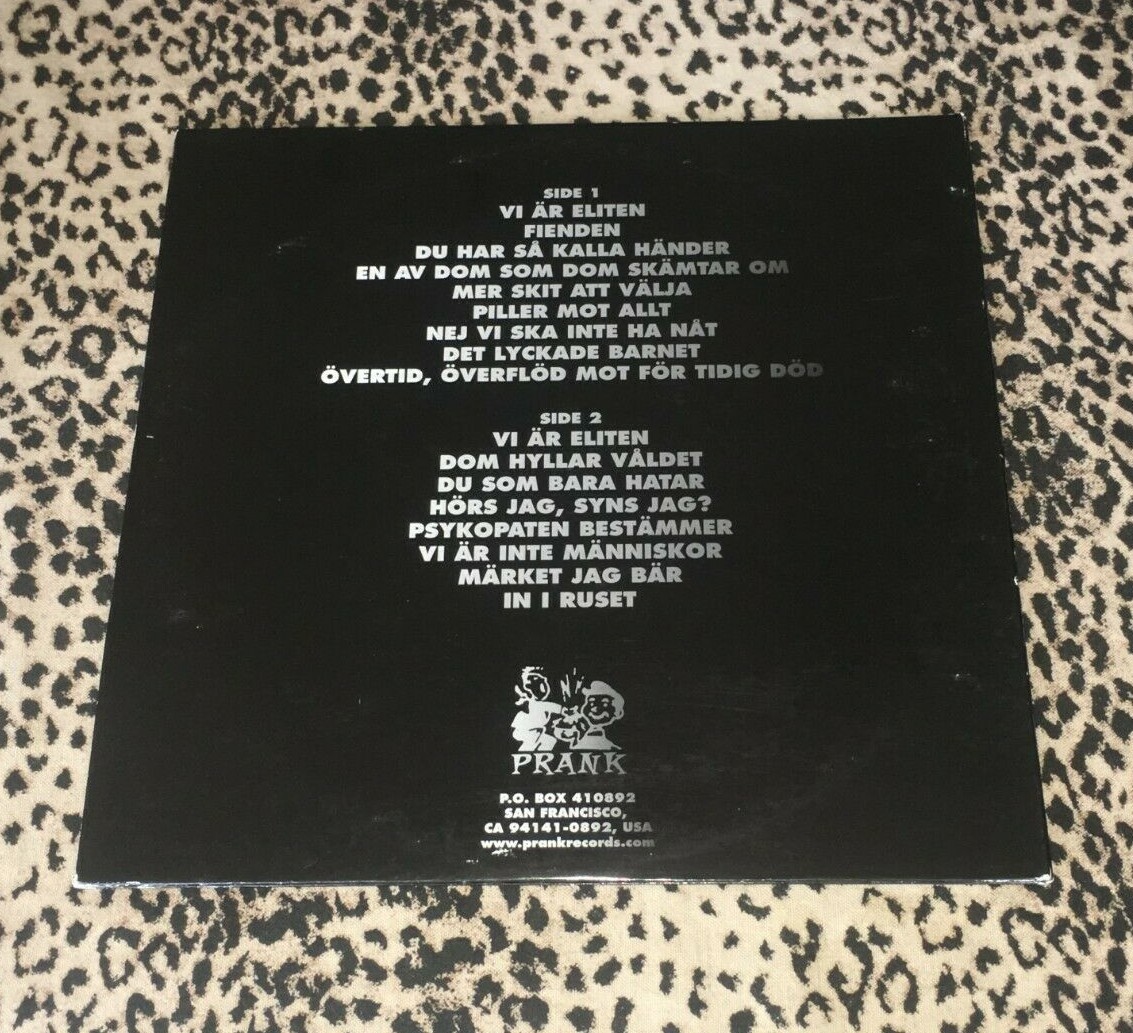 SIDE 1
VI ÄR ELITEN
FIENDEN
DU HAR SÅ KALLA HÄNDER
EN AV DOM SOM DOM SKÄMTAR OM
MER SKIT ATT VÄLJA
PILLER MOT ALLT
NEJ VI SKA INTE HA NÅT
DET LYCKADE BARNET
ÖVERTID, ÖVERFLÖD MOT FÖR TIDIG DÖD
SIDE 2
VI ÄR ELITEN
DOM HYLLAR VÅLDET
DU SOM BARA HATAR
HÖRS JAG, SYNS JAG?
PSYKOPATEN BESTÄMMER
VI ÄR INTE MÄNNISKOR
MÄRKET JAG BÄR
IN I RUSET
PRANK
P.O. BOX 410892
SAN FRANCISCO,
CA 94141-0892, USA
www.prankrecords.com